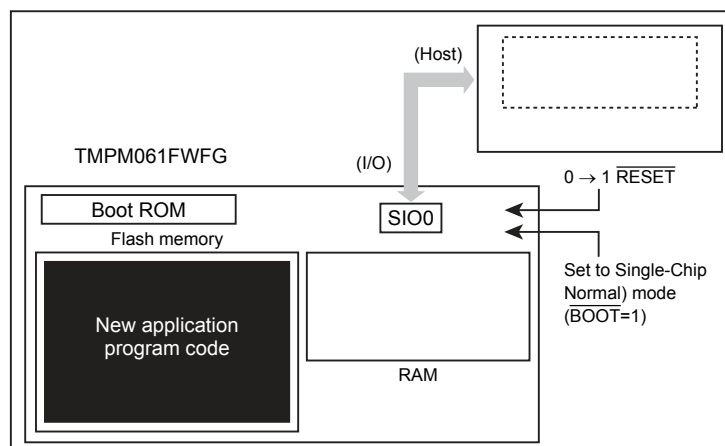 (Host)
TMPM061FWFG
(I/O)
0 → 1 RESET
Boot ROM
SIO0
Flash memory
Set to Single-Chip
Normal) mode
(BOOT=1)
New application
program code
RAM